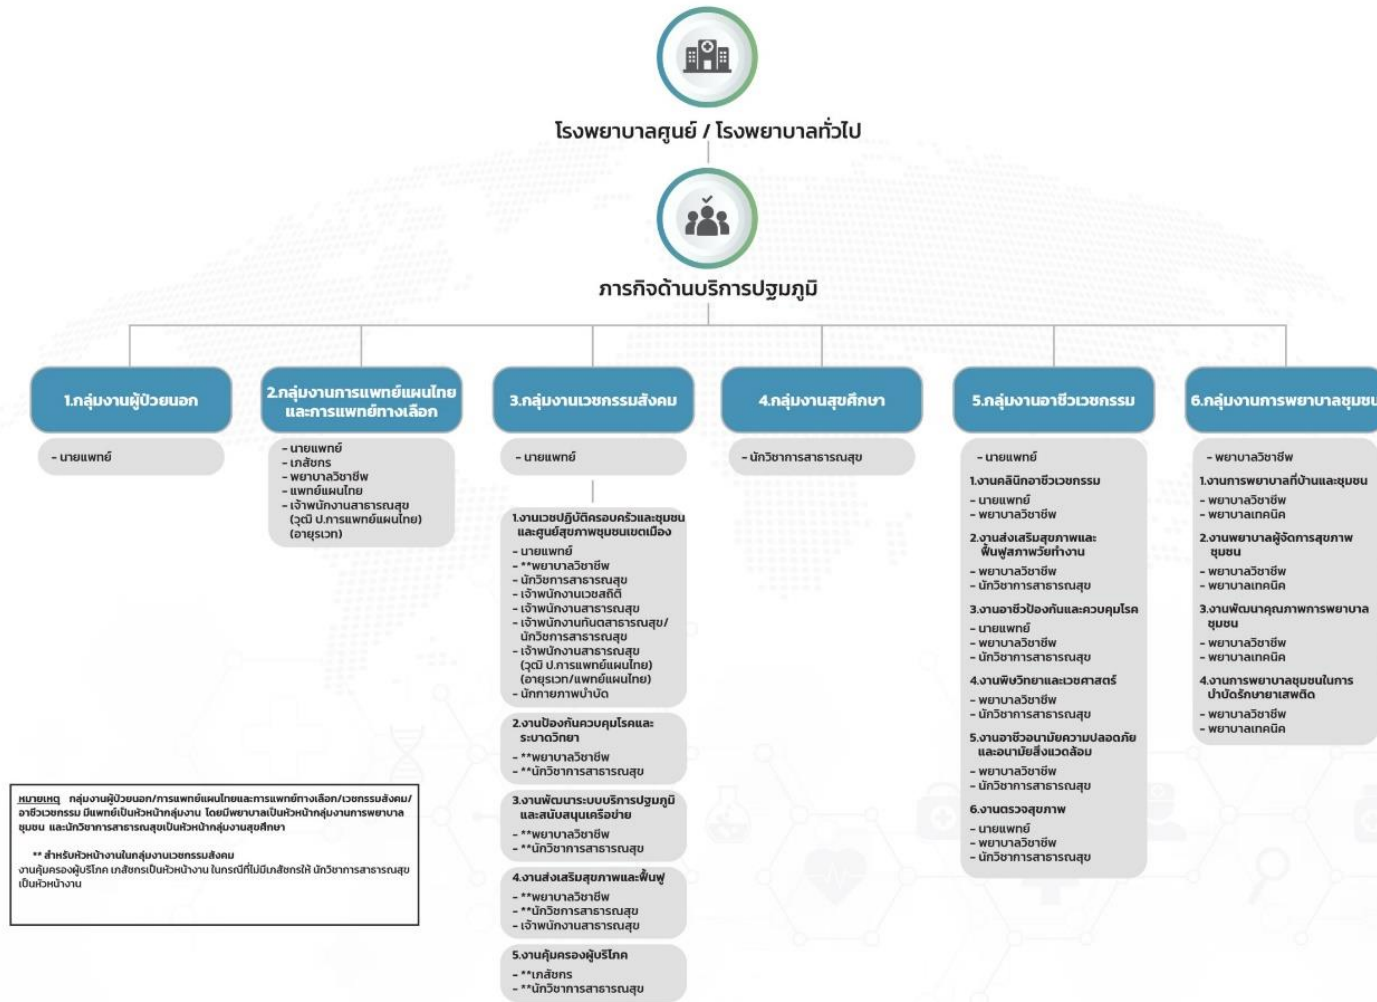 โรงพยาบาลศูนย์ / โรงพยาบาลทั่วไป
ภารกิจด้านบริการปฐมภูมิ
1.กลุ่มงานผู้ป่วยนอก
- นายแพทย์
2.กลุ่มงานการแพทย์แผนไทย
และการแพทย์ทางเลือก
- นายแพทย์
- เภสัชกร
- พยาบาลวิชาชีพ
- แพทย์แผนไทย
- เจ้าพนักงานสาธารณสุข
(วุฒิ ป.การแพทย์แผนไทย)
(อายุรเวท)
3.กลุ่มงานเวชกรรมสังคม
- นายแพทย์
1.งานเวชปฏิบัติครอบครัวและชุมชน
และศูนย์สุขภาพชุมชนเขตเมือง
- นายแพทย์
- **พยาบาลวิชาชีพ
- นักวิชการสาธารณสุข
- เจ้าพนักงานเวชสถิติ
- เจ้าพนักงานสาธารณสุข
- เจ้าพนักงานทันตสาธารณสุข/
นักวิชการสาธารณสุข
- เจ้าพนักงานสาธารณสุข
(วุฒิ ป.การแพทย์แผนไทย)
(อายุรเวท/แพทย์แผนไทย)
- นักกายภาพบำบัด
2.งานป้องกันควบคุมโรคและ
ระบาดวิทยา
- **พยาบาลวิชาชีพ
- **นักวิชาการสาธารณสุข
3.งานพัฒนาระบบบริการปฐมภูมิ
และสนับสนุนเครือข่าย
- **พยาบาลวิชาชีพ
- **นักวิชาการสาธารณสุข
4.งานส่งเสริมสุขภาพและฟื้นฟู
- **พยาบาลวิชาชีพ
- **นักวิชการสาธารณสุข
- เจ้าพนักงานสาธารณสุข
5.งานคุ้มครองผู้บริโภค
- **เภสัชกร
- **นักวิชาการสาธารณสุข
4.กลุ่มงานสุขศึกษา
- นักวิชาการสาธารณสุข
5.กลุ่มงานอาชีวเวชกรรม
- นายแพทย์
1.งานคลินิกอาชีวเวชกรรม
- นายแพทย์
- พยาบาลวิชาชีพ
2.งานส่งเสริมสุขภาพและ
ฟื้นฟูสภาพวัยทำงาน
- พยาบาลวิชาชีพ
- นักวิชาการสาธารณสุข
3.งานอาชีวป้องกันและควบคุมโรค
- นายแพทย์
- พยาบาลวิชาชีพ
- นักวิชาการสาธารณสุข
4.งานพิษวิทยาและเวชศาสตร์
- พยาบาลวิชาชีพ
- นักวิชาการสาธารณสุข
5.งานอาชีวอนามัยความปลอดภัย
และอนามัยสิ่งแวดล้อม
- พยาบาลวิชาชีพ
- นักวิชาการสาธารณสุข
6.งานตรวจสุขภาพ
- นายแพทย์
- พยาบาลวิชาชีพ
- นักวิชาการสาธารณสุข
6.กลุ่มงานการพยาบาลชุมชน
- พยาบาลวิชาชีพ
1.งานการพยาบาลที่บ้านและชุมชน
- พยาบาลวิชาชีพ
- พยาบาลเทคนิค
2.งานพยาบาลผู้จัดการสุขภาพ
ชุมชน
- พยาบาลวิชาชีพ
- พยาบาลเทคนิค
3.งานพัฒนาคุณภาพการพยาบาล
ชุมชน
- พยาบาลวิชาชีพ
- พยาบาลเทคนิค
4.งานการพยาบาลชุมชนในการ
บำบัดรักษายาเสพติด
- พยาบาลวิชาชีพ
- พยาบาลเทคนิค
หมายเหตุ กลุ่มงานผู้ป่วยนอก/การแพทย์แผนไทยและการแพทย์ทางเลือก/เวชกรรมสังคม/
อาชีวเวชกรรม มีแพทย์เป็นหัวหน้ากลุ่มงาน โดยมีพยาบาลเป็นหัวหน้ากลุ่มงานการพยาบาล
ชุมชน และนักวิชาการสาธารณสุขเป็นหัวหน้ากลุ่มงานสุขศึกษา
** สำหรับหัวหน้างานในกลุ่มงานเวชกรรมสังคม
งานคุ้มครองผู้บริโภค เภสัชกรเป็นหัวหน้างาน ในกรณีที่ไม่มีเภสัชกรให้ นักวิชาการสาธารณสุข
เป็นหัวหน้างาน